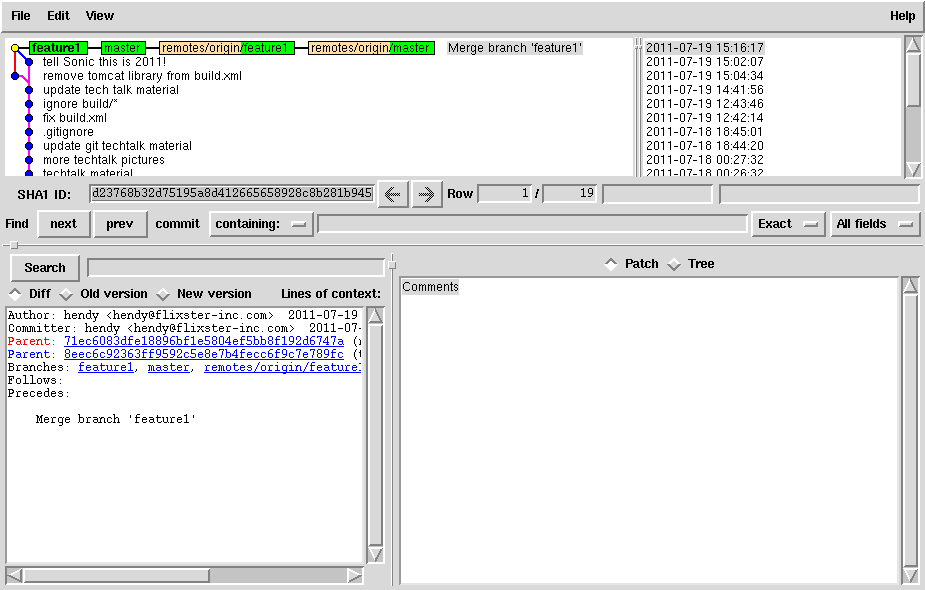 File Edit View Help
feature1 master remotes/origin/feature1 remotes/origin/master Merge branch 'feature1' 2011-07-19 15:16:17
tell Sonic this is 2011! 2011-07-19 15:02:07
remove tomcat library from build.xml 2011-07-19 15:04:34
update tech talk material 2011-07-19 14:41:56
ignore build/* 2011-07-19 12:43:46
fix build.xml 2011-07-19 12:42:14
.gitignore 2011-07-18 18:45:01
update git techtalk material 2011-07-18 18:44:20
more techtalk pictures 2011-07-18 00:27:32
techtalk material 2011-07-18 00:26:32
SHA1 ID: d23768b32d75195a8d412665658928c8b281b945 Row 1 / 19
Find next prev commit containing: Exact All fields
Search Patch Tree
Diff Old version New version Lines of context:
Comments
Author: hendy <hendy@flixster-inc.com> 2011-07-19
Committer: hendy <hendy@flixster-inc.com> 2011-07-
Parent: 71ec6083dfe18896bf1e5804ef5bb8f192d6747a (r
Parent: 8eec6c92363ff9592c5e8e7b4fecc6f9c7e789fc (t
Branches: feature1, master, remotes/origin/feature1
Follows:
Precedes:
Merge branch 'feature1'